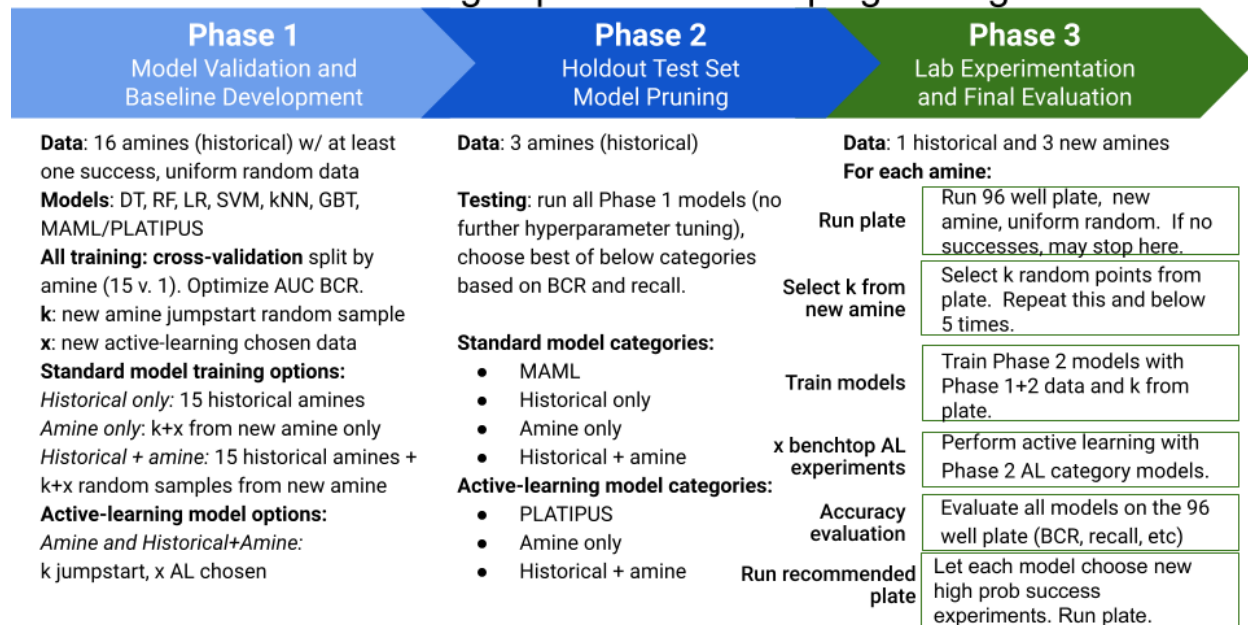 Phase 1
Model Validation and
Baseline Development
Phase 2
Holdout Test Set
Model Pruning
Phase 3
Lab Experimentation
and Final Evaluation
Data: 16 amines (historical) w/ at least
one success, uniform random data
Models: DT, RF, LR, SVM, kNN, GBT,
MAML/PLATIPUS
All training: cross-validation split by
amine (15 v. 1). Optimize AUC BCR.
k: new amine jumpstart random sample
x: new active-learning chosen data
Standard model training options:
Historical only: 15 historical amines
Amine only: k+x from new amine only
Historical + amine: 15 historical amines +
k+x random samples from new amine
Active-learning model options:
Amine and Historical+Amine:
k jumpstart, x AL chosen
Data: 3 amines (historical)
Testing: run all Phase 1 models (no
further hyperparameter tuning),
choose best of below categories
based on BCR and recall.
Standard model categories:
● MAML
● Historical only
● Amine only
● Historical + amine
Active-learning model categories:
● PLATIPUS
● Amine only
● Historical + amine
Data: 1 historical and 3 new amines
For each amine:
Run plate
Run 96 well plate, new
amine, uniform random. If no
successes, may stop here.
Select k from
new amine
Select k random points from
plate. Repeat this and below
5 times.
Train models
Train Phase 2 models with
Phase 1+2 data and k from
plate.
x benchtop AL
experiments
Perform active learning with
Phase 2 AL category models.
Accuracy
evaluation
Evaluate all models on the 96
well plate (BCR, recall, etc)
Run recommended
plate
Let each model choose new
high prob success
experiments. Run plate.